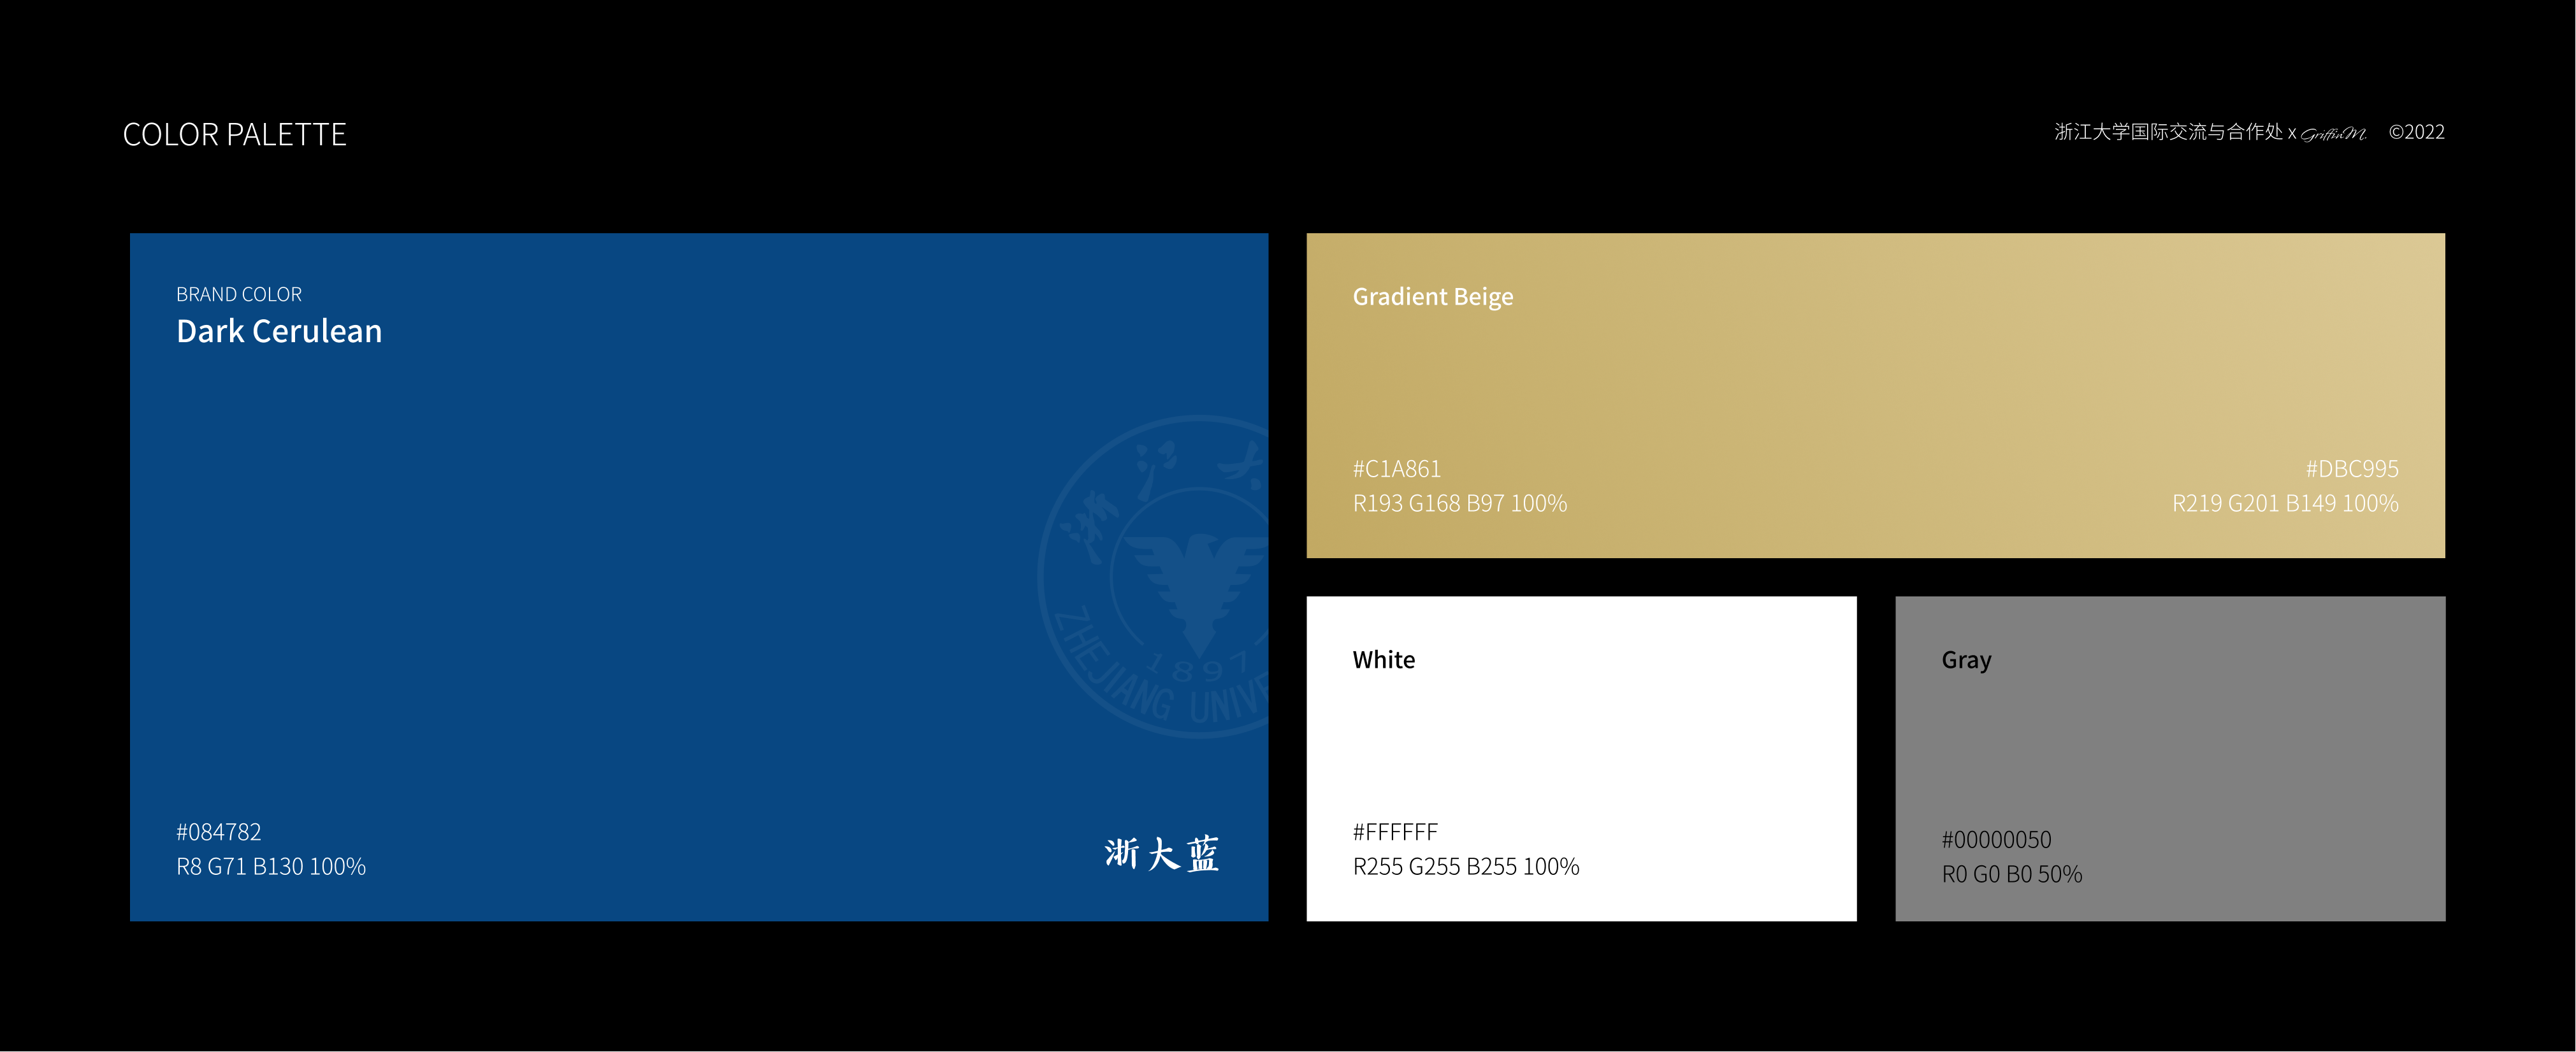 COLOR PALETTE
浙江大学国际交流与合作处 x GriffinM. ©2022
BRAND COLOR
Dark Cerulean
浙江大
1897
ZHEJIANG UNIVE
#084782
R8 G71 B130 100%
浙大蓝
Gradient Beige
#C1A861
R193 G168 B97 100%
#DBC995
R219 G201 B149 100%
White
#FFFFFF
R255 G255 B255 100%
Gray
#00000050
R0 G0 B0 50%